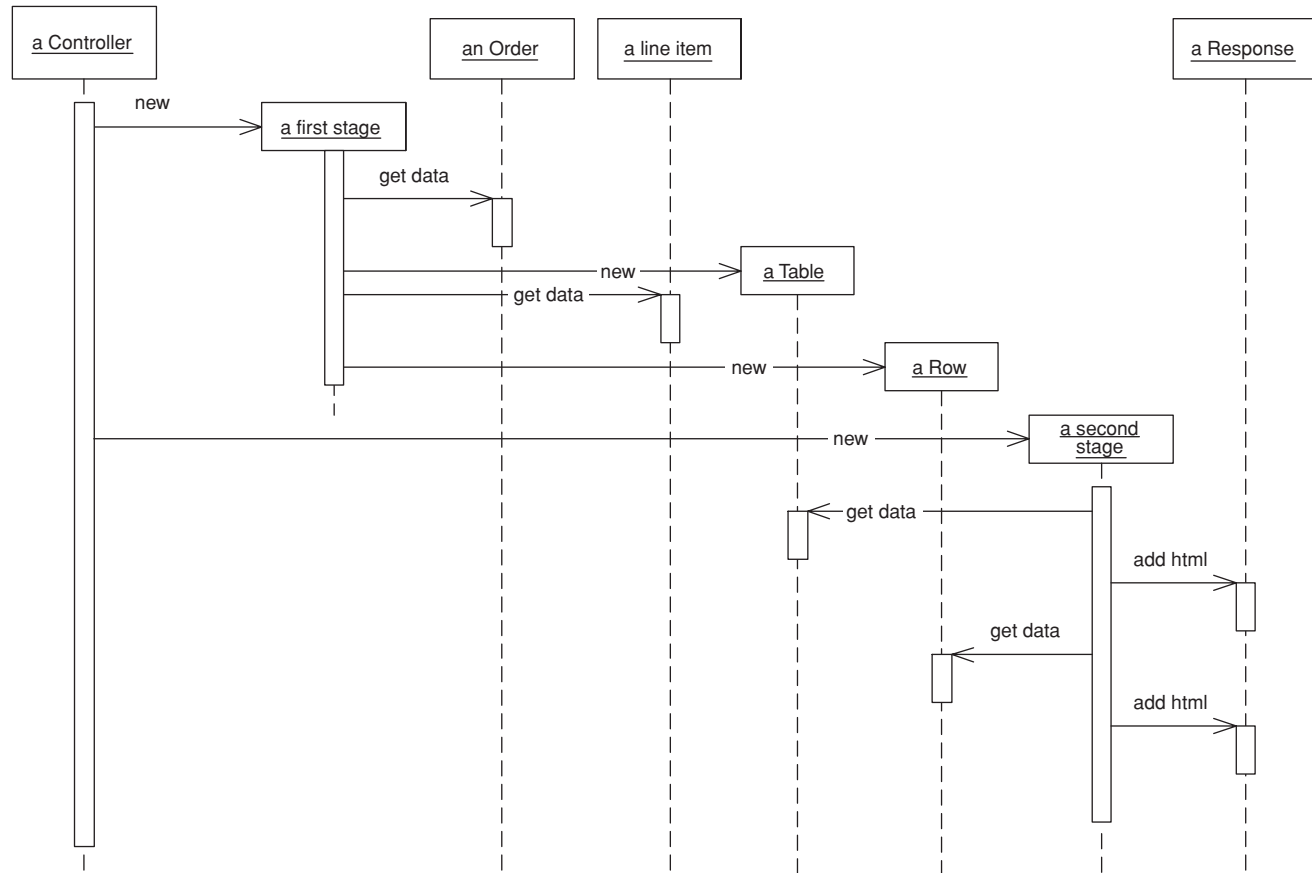 a Controller
an Order
a line item
a Response
new
a first stage
get data
new
a Table
get data
new
a Row
new
a second
stage
get data
add html
get data
add html